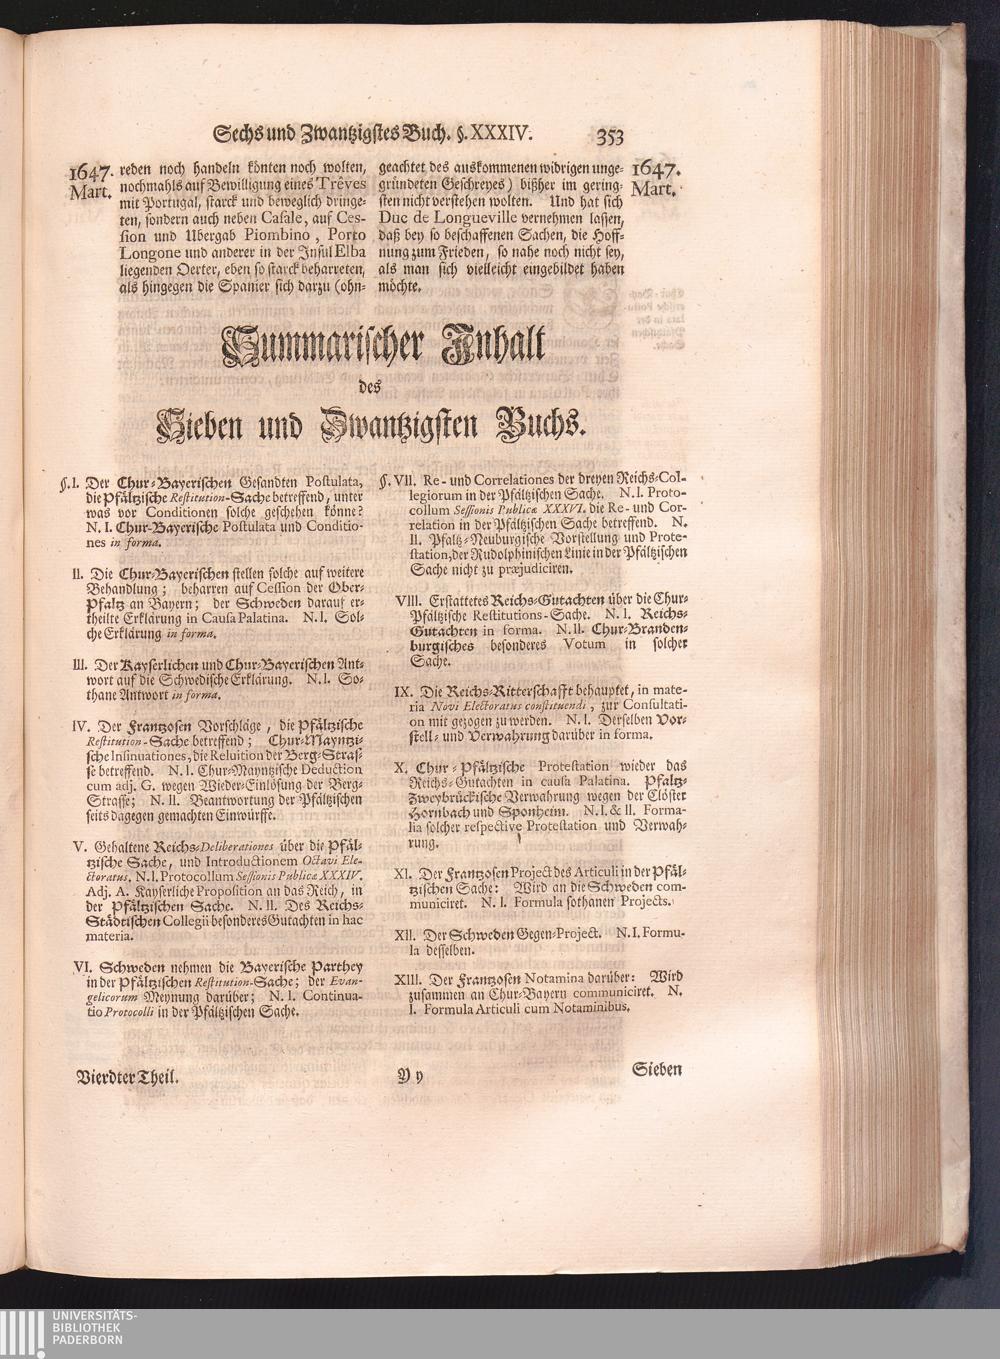 Sechs und Zwantzigstes Buch. §. XXXIV. 353
1647.
Mart.
reden noch handeln könten noch wolten,
nochmahls auf Bewilligung eines Trèves
mit Portugal, starck und beweglich dringe-
ten, sondern auch neben Casale, auf Ces-
sion und Ubergab Piombino, Porto
Longone und anderer in der Insul Elba
liegenden Oerter, eben so starck beharreten,
als hingegen die Spanier sich darzu (ohn-
geachtet des auskommenen widrigen unge-
gründeten Geschreyes) bißher im gering-
sten nicht verstehen wolten. Und hat sich
Duc de Longueville vernehmen lassen,
daß bey so beschaffenen Sachen, die Hoff-
nung zum Frieden, so nahe noch nicht sey,
als man sich vielleicht eingebildet haben
möchte.
1647.
Mart.
Summarischer Inhalt
des
Sieben und Zwantzigsten Buchs.
§. I. Der Chur-Bayerischen Gesandten Postulata,
die Pfältzische Restitution-Sache betreffend, unter
was vor Conditionen solche geschehen könne?
N. I. Chur-Bayerische Postulata und Conditio-
nes in forma.
II. Die Chur-Bayerischen stellen solche auf weitere
Behandlung; beharren auf Cession der Ober-
Pfaltz an Bayern; der Schweden darauf er-
theilte Erklärung in Causa Palatina. N. I. Sol-
che Erklärung in forma.
III. Der Kayserlichen und Chur-Bayerischen Ant-
wort auf die Schwedische Erklärung. N. I. So-
thane Antwort in forma.
IV. Der Frantzosen Vorschläge, die Pfältzische
Restitution-Sache betreffend; Chur-Mayntzi-
sche Insinuationes, die Reluition der Berg-Stras-
se betreffend. N. I. Chur-Mayntzische Deduction
cum adj. G. wegen Wieder-Einlösung der Berg-
Strasse; N. II. Beantwortung der Pfältzischen
seits dagegen gemachten Einwürffe.
V. Gehaltene Reichs-Deliberationes über die Pfäl-
tzische Sache, und Introductionem Octavi Ele-
ctoratus. N. I. Protocollum Sessionis Publicæ XXXIV.
Adj. A. Kayserliche Proposition an das Reich, in
der Pfältzischen Sache. N. II. Des Reichs-
Städtischen Collegii besonderes Gutachten in hac
materia.
VI. Schweden nehmen die Bayerische Parthey
in der Pfältzischen Restitution-Sache; der Evan-
gelicorum Meynung darüber; N. I. Continua-
tio Protocolli in der Pfältzischen Sache.
§. VII. Re- und Correlationes der dreyen Reichs-Col-
legiorum in der Pfältzischen Sache. N. I. Proto-
collum Sessionis Publicæ XXXVI. die Re- und Cor-
relation in der Pfältzischen Sache betreffend. N.
II. Pfaltz-Neuburgische Vorstellung und Prote-
station, der Rudolphinischen Linie in der Pfältzischen
Sache nicht zu præjudiciren.
VIII. Erstattetes Reichs-Gutachten über die Chur-
Pfältzische Restitutions-Sache. N. I. Reichs-
Gutachten in forma. N. II. Chur-Branden-
burgisches besonderes Votum in solcher
Sache.
IX. Die Reichs-Ritterschafft behauptet, in mate-
ria Novi Electoratus constituendi, zur Consultati-
on mit gezogen zu werden. N. I. Derselben Vor-
stell- und Verwahrung darüber in forma.
X. Chur-Pfältzische Protestation wieder das
Reichs-Gutachten in causa Palatina. Pfaltz-
Zweybrückische Verwahrung wegen der Clöster
Hornbach und Sponheim. N. I. & II. Forma-
lia solcher respective Protestation und Verwah-
rung.
XI. Der Frantzosen Project des Articuli in der Pfäl-
tzischen Sache: Wird an die Schweden com-
municiret. N. I. Formula sothanen Projects.
XII. Der Schweden Gegen-Project. N. I. Formu-
la desselben.
XIII. Der Frantzosen Notamina darüber: Wird
zusammen an Chur-Bayern communiciret. N.
I. Formula Articuli cum Notaminibus.
Vierdter Theil. Y y Sieben
UNIVERSITÄTS-
BIBLIOTHEK
PADERBORN